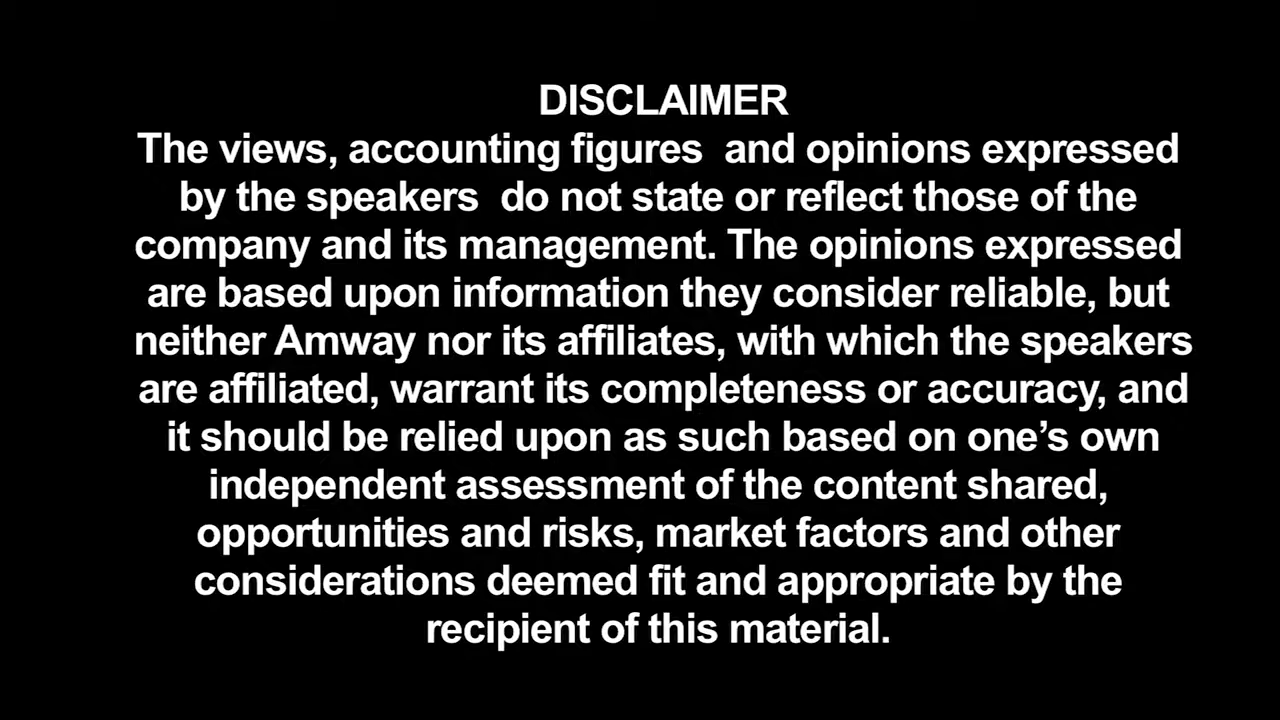 DISCLAIMER
The views, accounting figures  and opinions expressed
by the speakers  do not state or reflect those of the
company and its management. The opinions expressed
are based upon information they consider reliable, but
neither Amway nor its affiliates, with which the speakers
are affiliated, warrant its completeness or accuracy, and
it should be relied upon as such based on one’s own
independent assessment of the content shared,
opportunities and risks, market factors and other
considerations deemed fit and appropriate by the
recipient of this material.